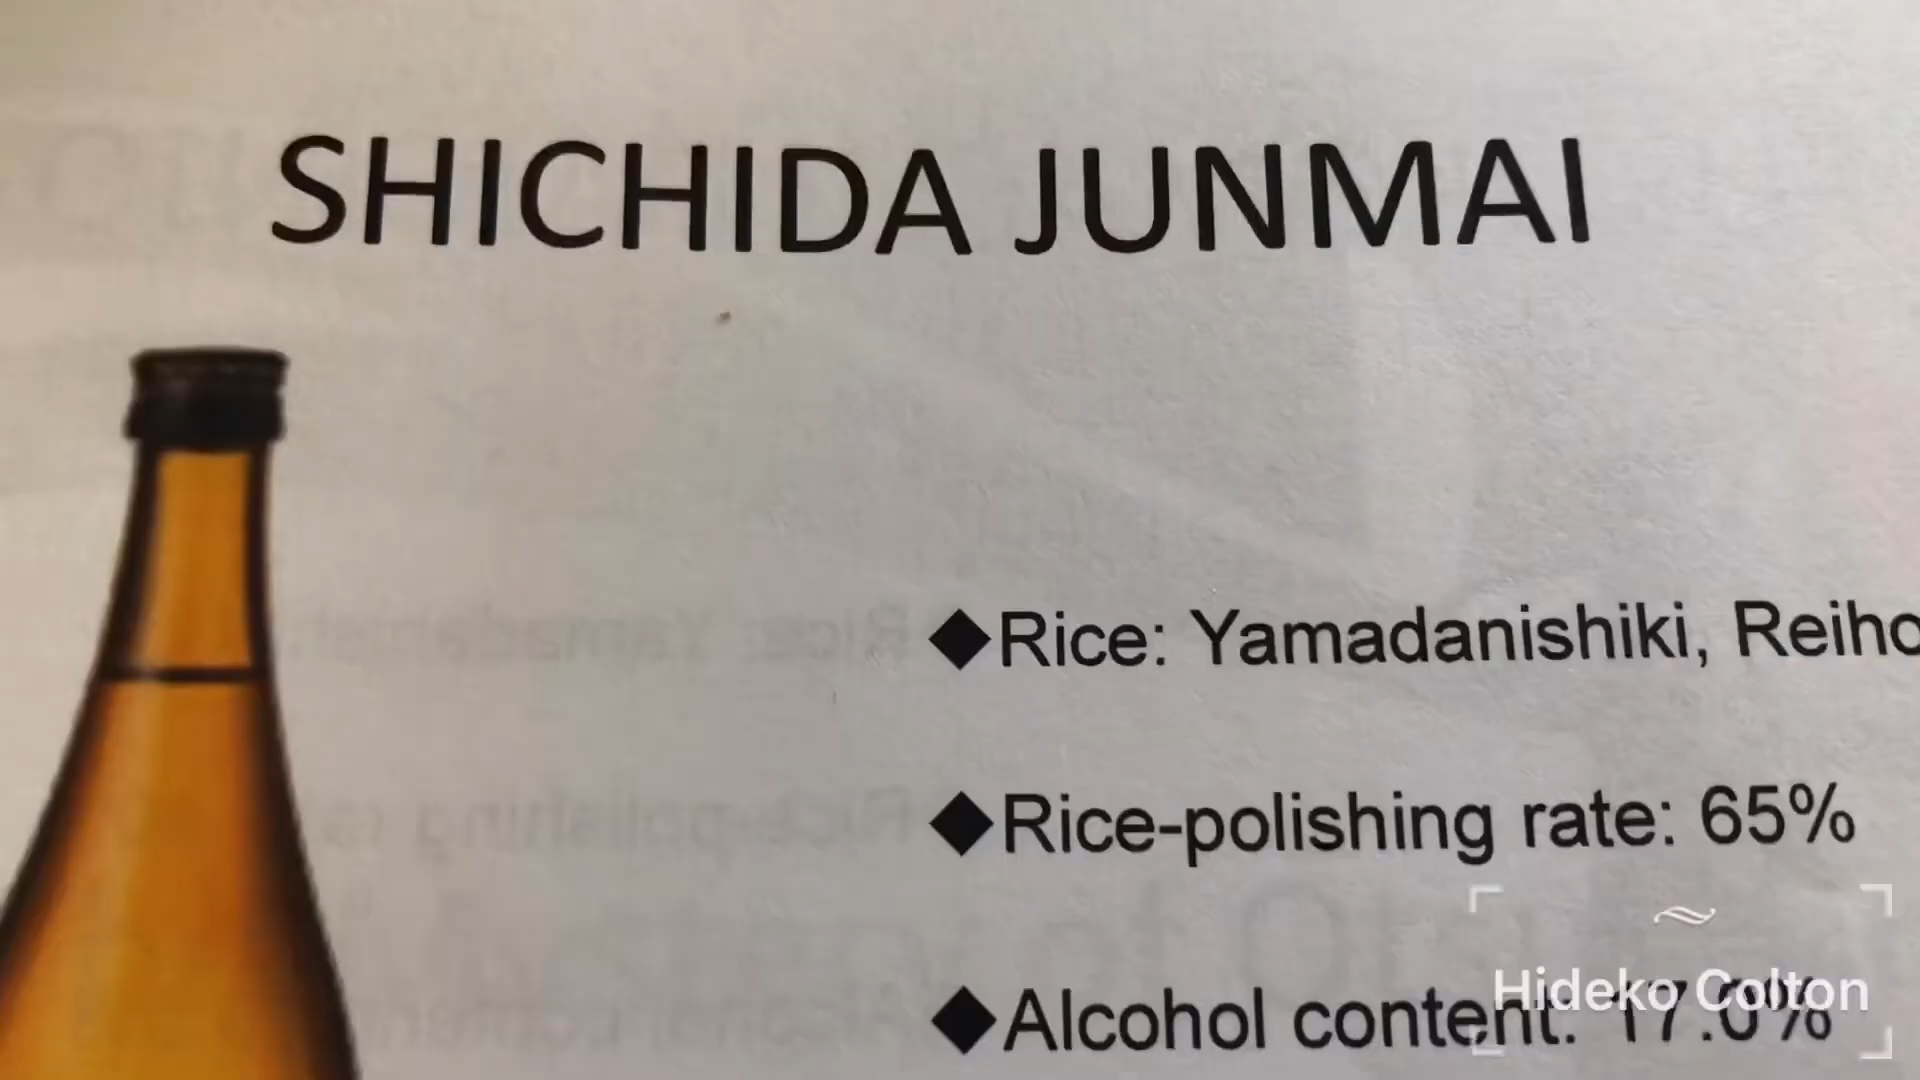 SHICHIDA JUNMAI
◆Rice: Yamadanishiki, Reiho
◆Rice-polishing rate: 65%
◆Alcohol content: 17.0%
Hideko Colton